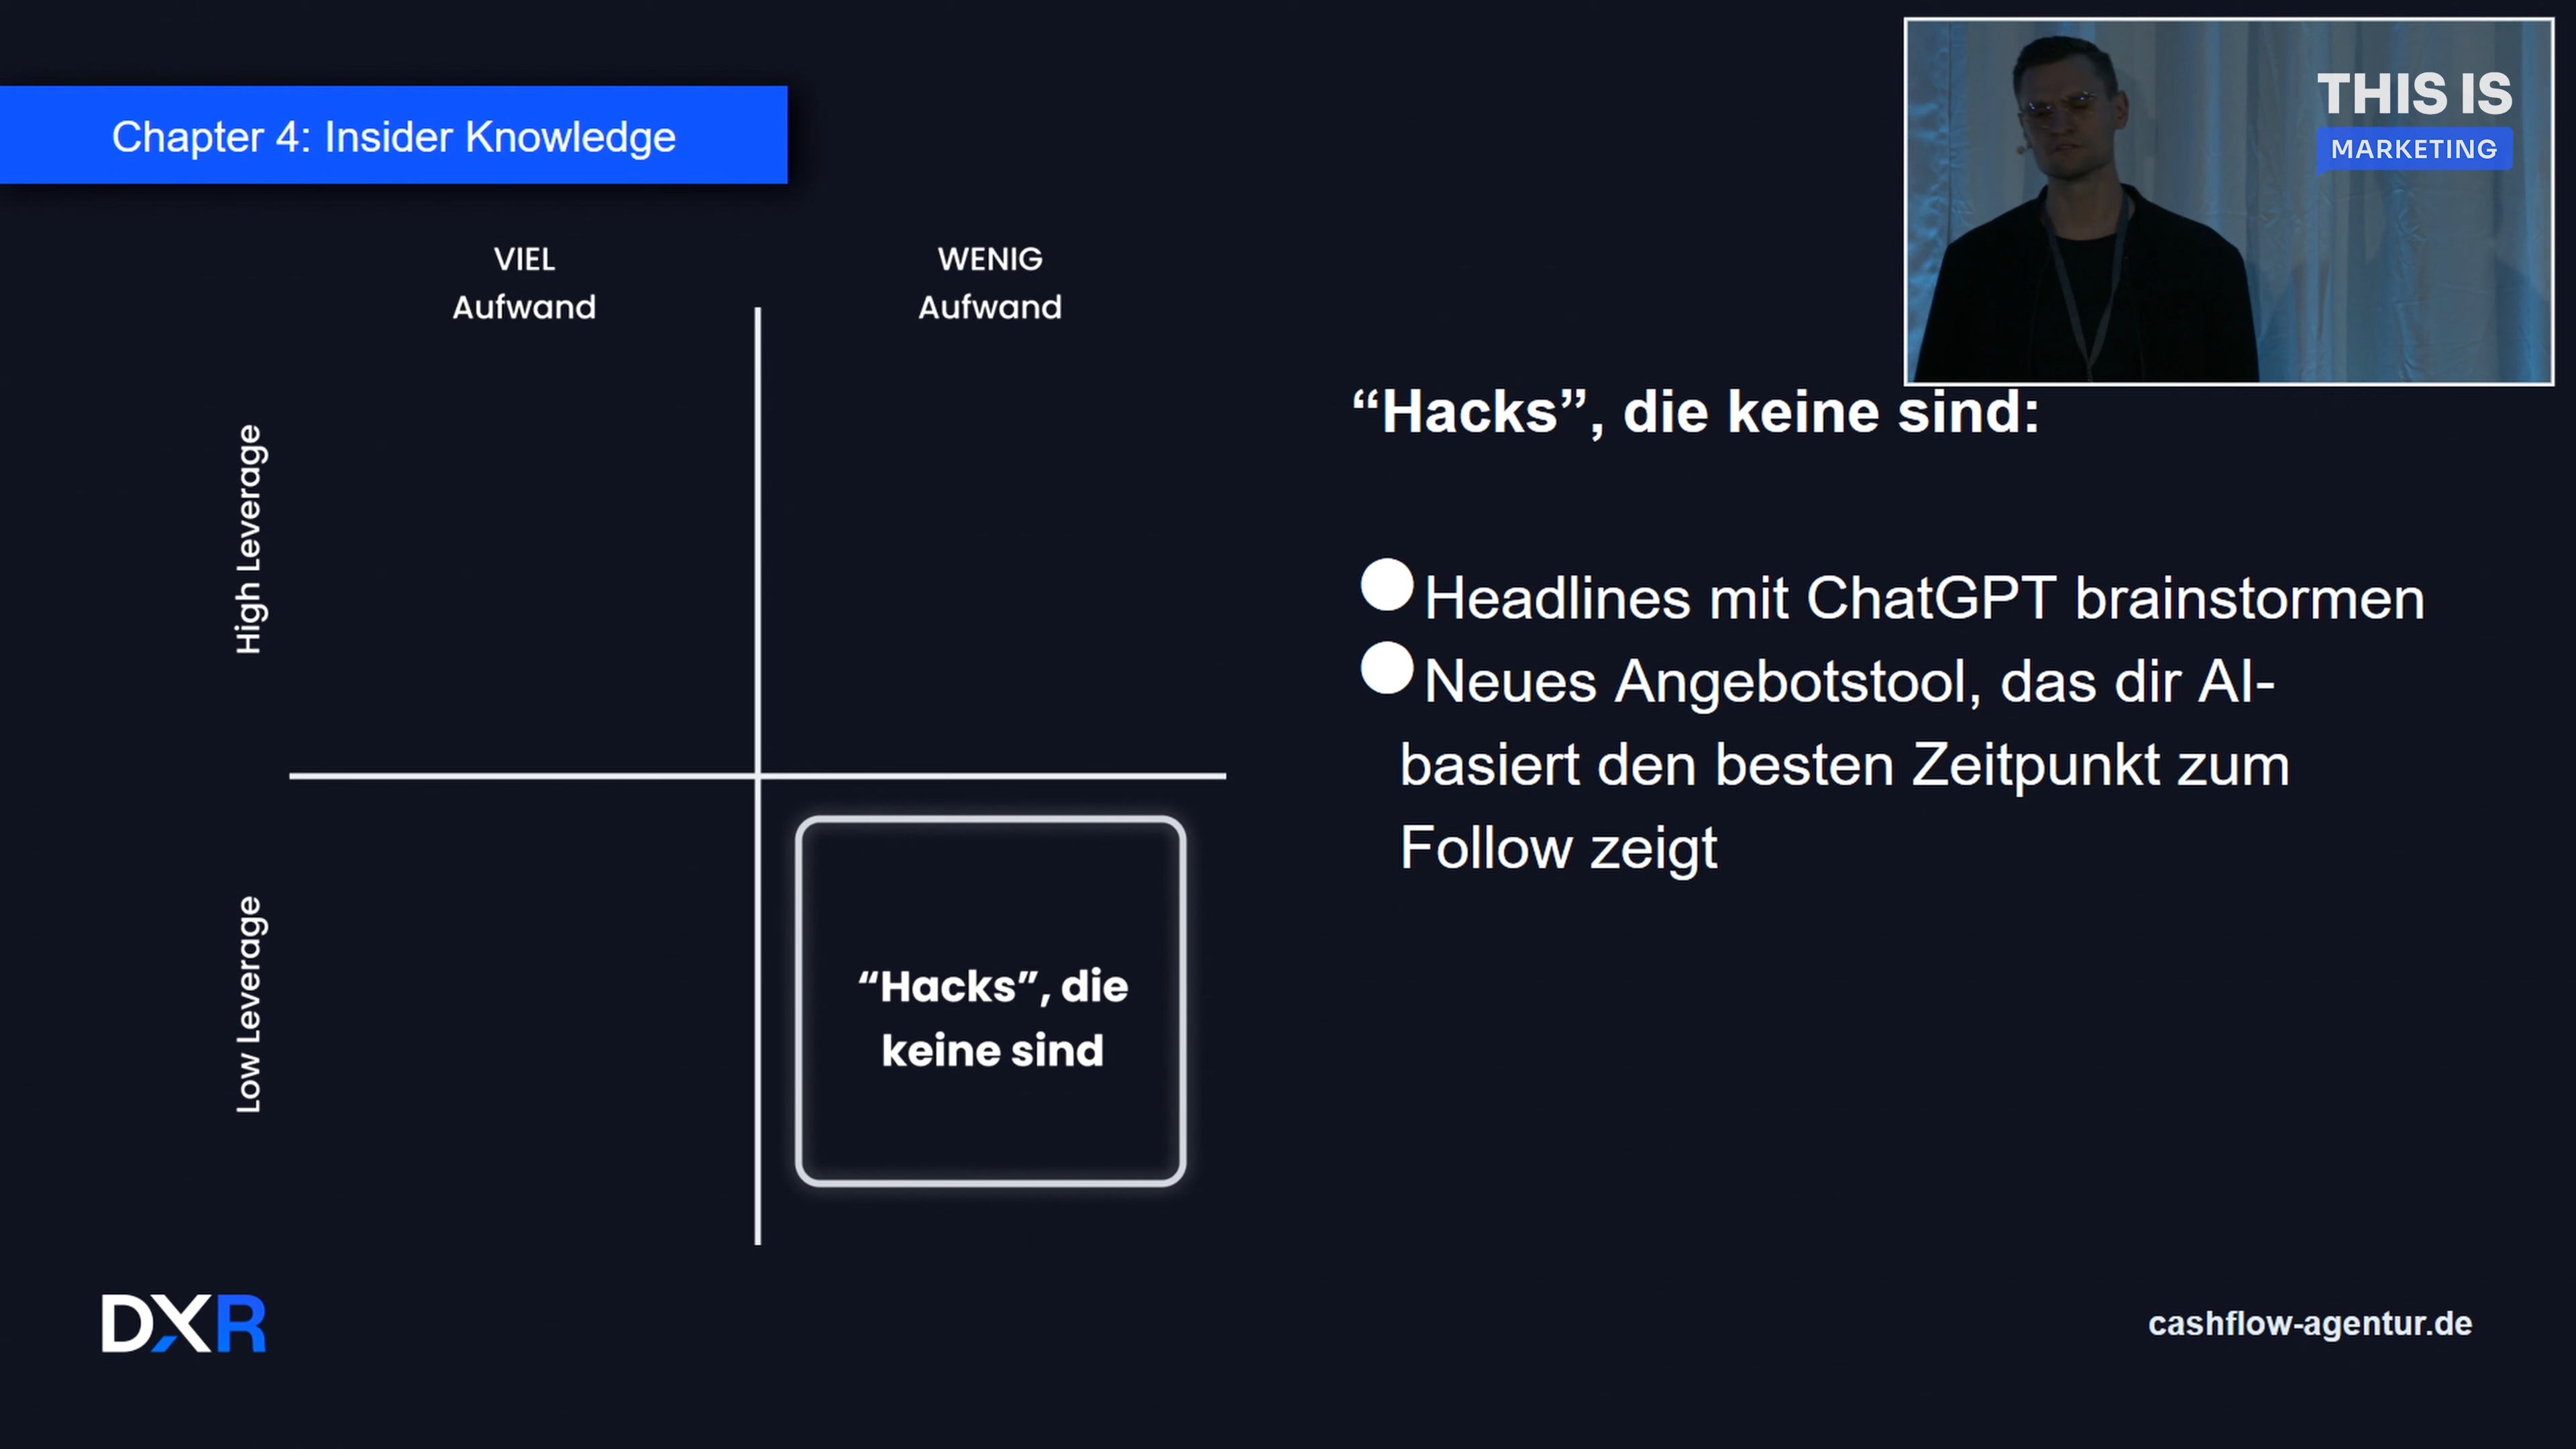 THIS IS
MARKETING
Chapter 4: Insider Knowledge
VIEL
Aufwand
WENIG
Aufwand
High Leverage
Low Leverage
“Hacks”, die
keine sind
“Hacks”, die keine sind:
Headlines mit ChatGPT brainstormen
Neues Angebotstool, das dir AI-
basiert den besten Zeitpunkt zum
Follow zeigt
DXR
cashflow-agentur.de